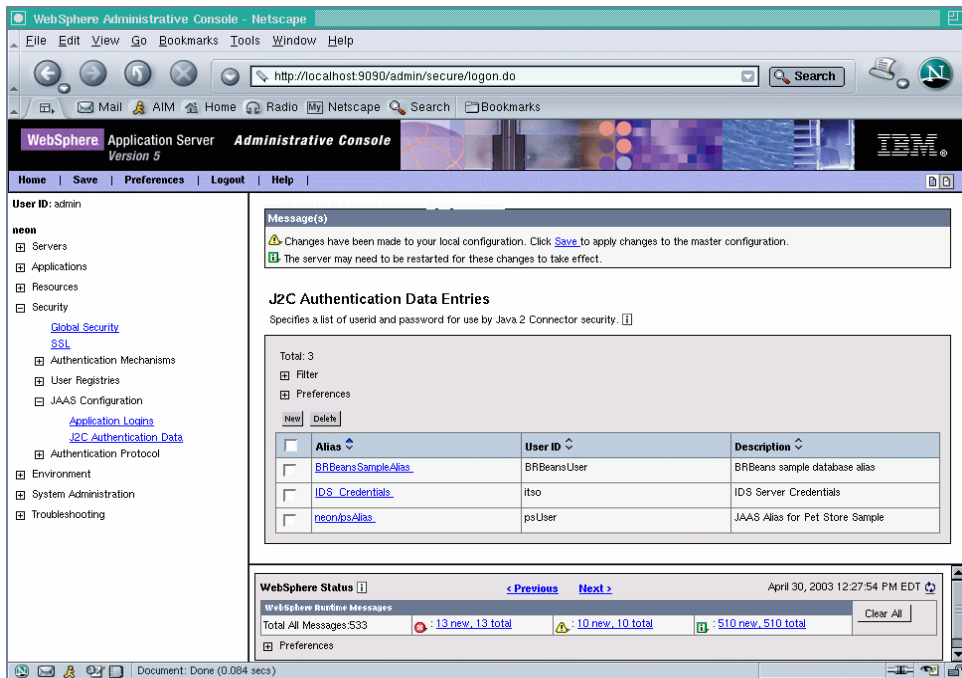 WebSphere Administrative Console - Netscape
File Edit View Go Bookmarks Tools Window Help
http://localhost:9090/admin/secure/logon.do Search N
Mail AIM Home Radio My Netscape Search Bookmarks
WebSphere Application Server Administrative Console
Version 5
IBM.
Home | Save | Preferences | Logout | Help |
User ID: admin
neon
Servers
Applications
Resources
Security
Global Security
SSL
Authentication Mechanisms
User Registries
JAAS Configuration
Application Logins
J2C Authentication Data
Authentication Protocol
Environment
System Administration
Troubleshooting
Message(s)
Changes have been made to your local configuration. Click Save to apply changes to the master configuration.
The server may need to be restarted for these changes to take effect.
J2C Authentication Data Entries
Specifies a list of userid and password for use by Java 2 Connector security. i
Total: 3
Filter
Preferences
New Delete
Alias User ID Description
BRBeansSampleAlias BRBeansUser BRBeans sample database alias
IDS_Credentials itso IDS Server Credentials
neon/psAlias psUser JAAS Alias for Pet Store Sample
WebSphere Status i < Previous Next > April 30, 2003 12:27:54 PM EDT
WebSphere Runtime Messages
Total All Messages:533 : 13 new, 13 total : 10 new, 10 total : 510 new, 510 total Clear All
Preferences
Document: Done (0.084 secs)